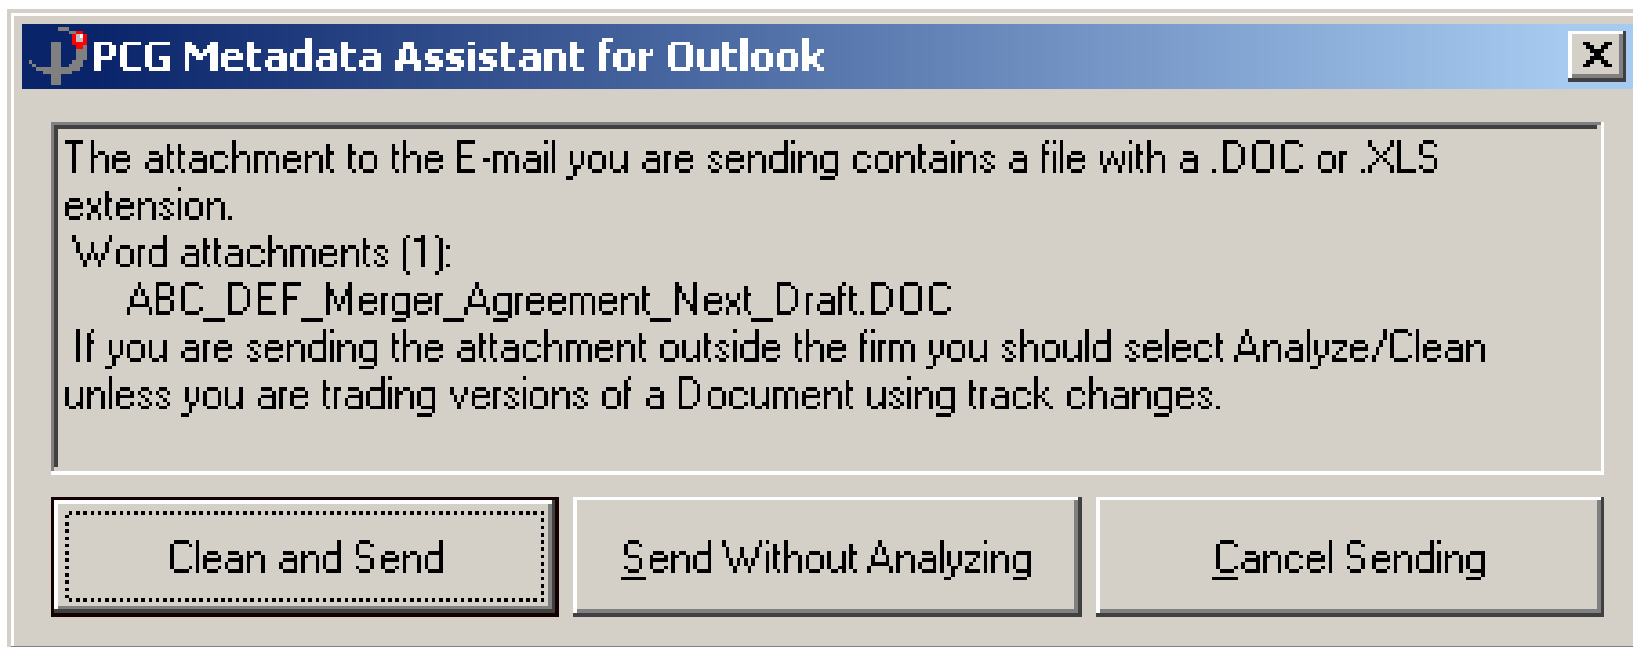 PCG Metadata Assistant for Outlook
The attachment to the E-mail you are sending contains a file with a .DOC or .XLS
extension.
Word attachments (1):
ABC_DEF_Merger_Agreement_Next_Draft.DOC
If you are sending the attachment outside the firm you should select Analyze/Clean
unless you are trading versions of a Document using track changes.
Clean and Send
Send Without Analyzing
Cancel Sending